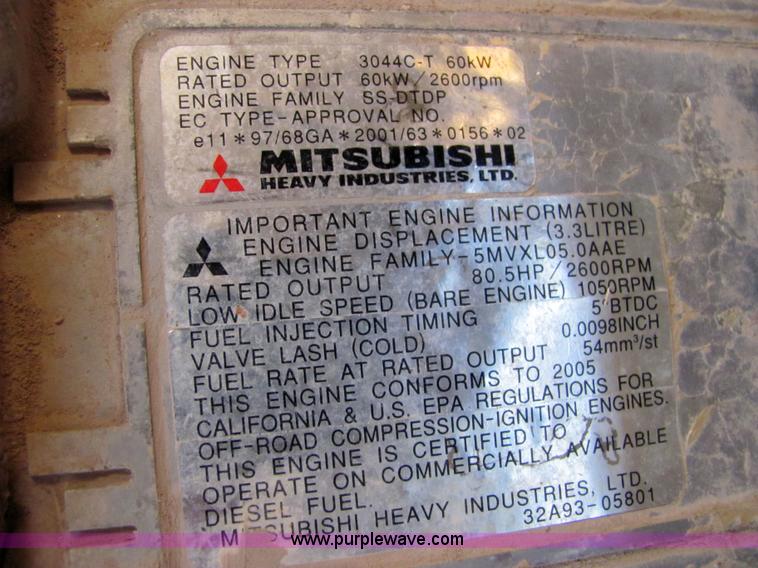 ENGINE TYPE 3044C-T 60kW
RATED OUTPUT 60kW/2600rpm
ENGINE FAMILY SS-DTDP
EC TYPE-APPROVAL NO.
e11*97/68GA*2001/63*0156*02
MITSUBISHI
HEAVY INDUSTRIES, LTD.
IMPORTANT ENGINE INFORMATION
ENGINE DISPLACEMENT (3.3LITRE)
ENGINE FAMILY-5MVXL05.0AAE
RATED OUTPUT 80.5HP/2600RPM
LOW IDLE SPEED (BARE ENGINE) 1050RPM
FUEL INJECTION TIMING 5°BTDC
VALVE LASH (COLD) 0.0098INCH
FUEL RATE AT RATED OUTPUT 54mm³/st
THIS ENGINE CONFORMS TO 2005
CALIFORNIA & U.S. EPA REGULATIONS FOR
OFF-ROAD COMPRESSION-IGNITION ENGINES.
THIS ENGINE IS CERTIFIED TO
OPERATE ON COMMERCIALLY AVAILABLE
DIESEL FUEL.
MITSUBISHI HEAVY INDUSTRIES, LTD.
32A93-05801
www.purplewave.com